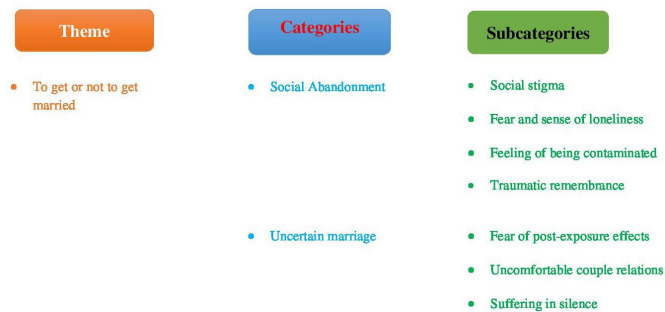 Theme
Categories
Subcategories
To get or not to get
married
Social Abandonment
Social stigma
Fear and sense of loneliness
Feeling of being contaminated
Traumatic remembrance
Uncertain marriage
Fear of post-exposure effects
Uncomfortable couple relations
Suffering in silence